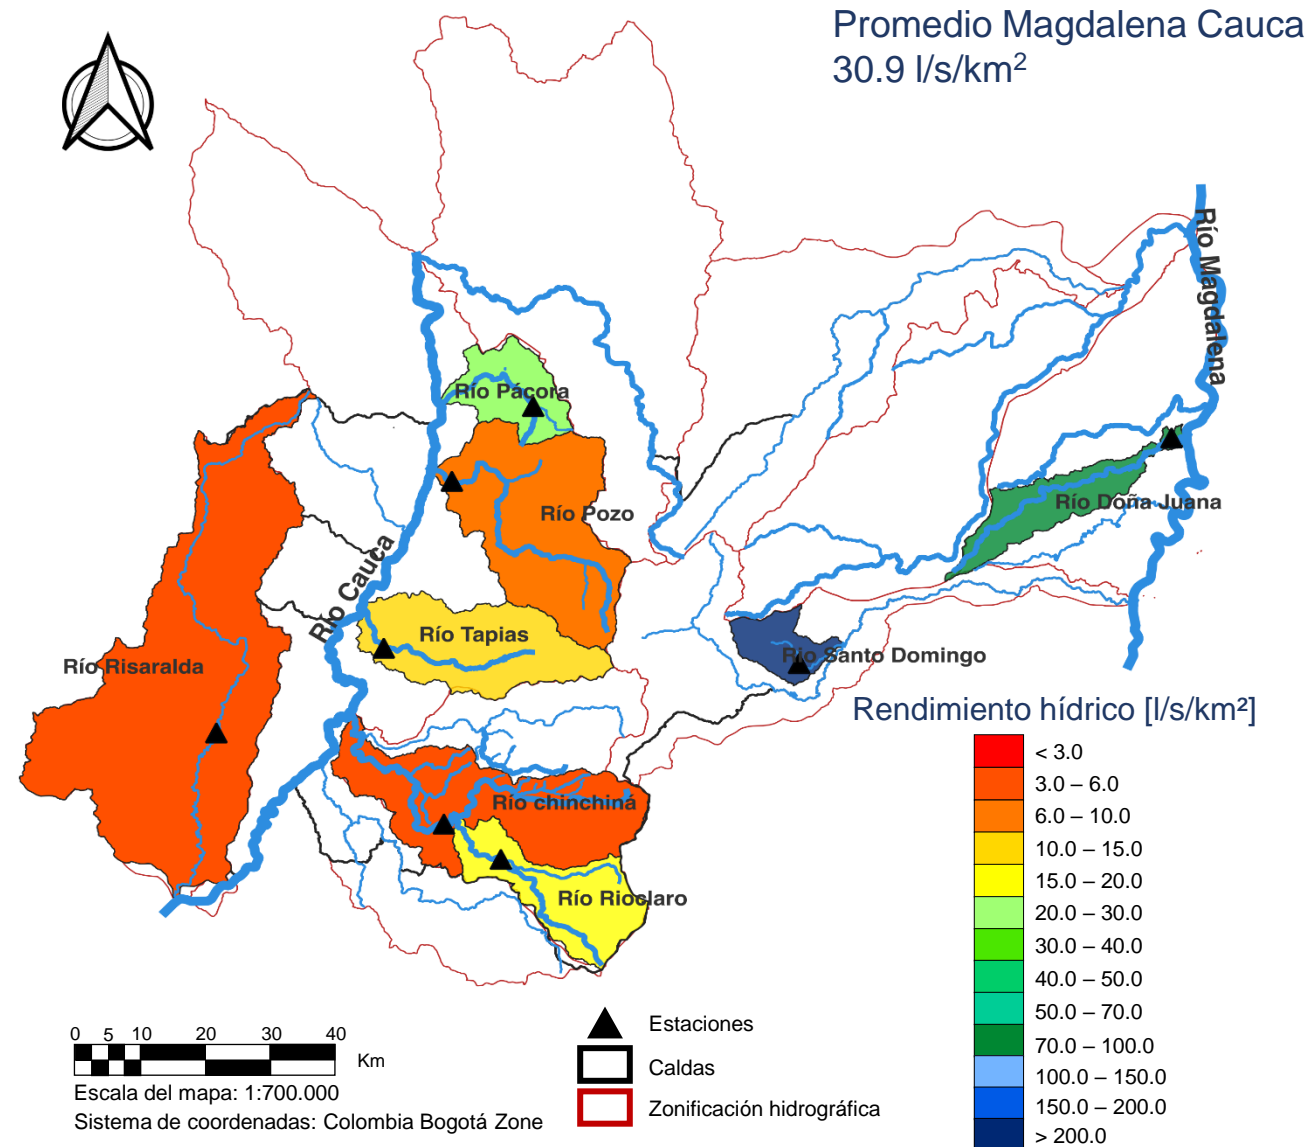 Promedio Magdalena Cauca
30.9 l/s/km²
Río Magdalena
Río Pácora
Río Doña Juana
Río Pozo
Río Cauca
Río Tapias
Río Risaralda
Rio Santo Domingo
Río chinchiná
Río Rioclaro
Rendimiento hídrico [l/s/km²]
< 3.0
3.0 – 6.0
6.0 – 10.0
10.0 – 15.0
15.0 – 20.0
20.0 – 30.0
30.0 – 40.0
40.0 – 50.0
50.0 – 70.0
70.0 – 100.0
100.0 – 150.0
150.0 – 200.0
> 200.0
0 5 10 20 30 40
Km
Escala del mapa: 1:700.000
Sistema de coordenadas: Colombia Bogotá Zone
Estaciones
Caldas
Zonificación hidrográfica